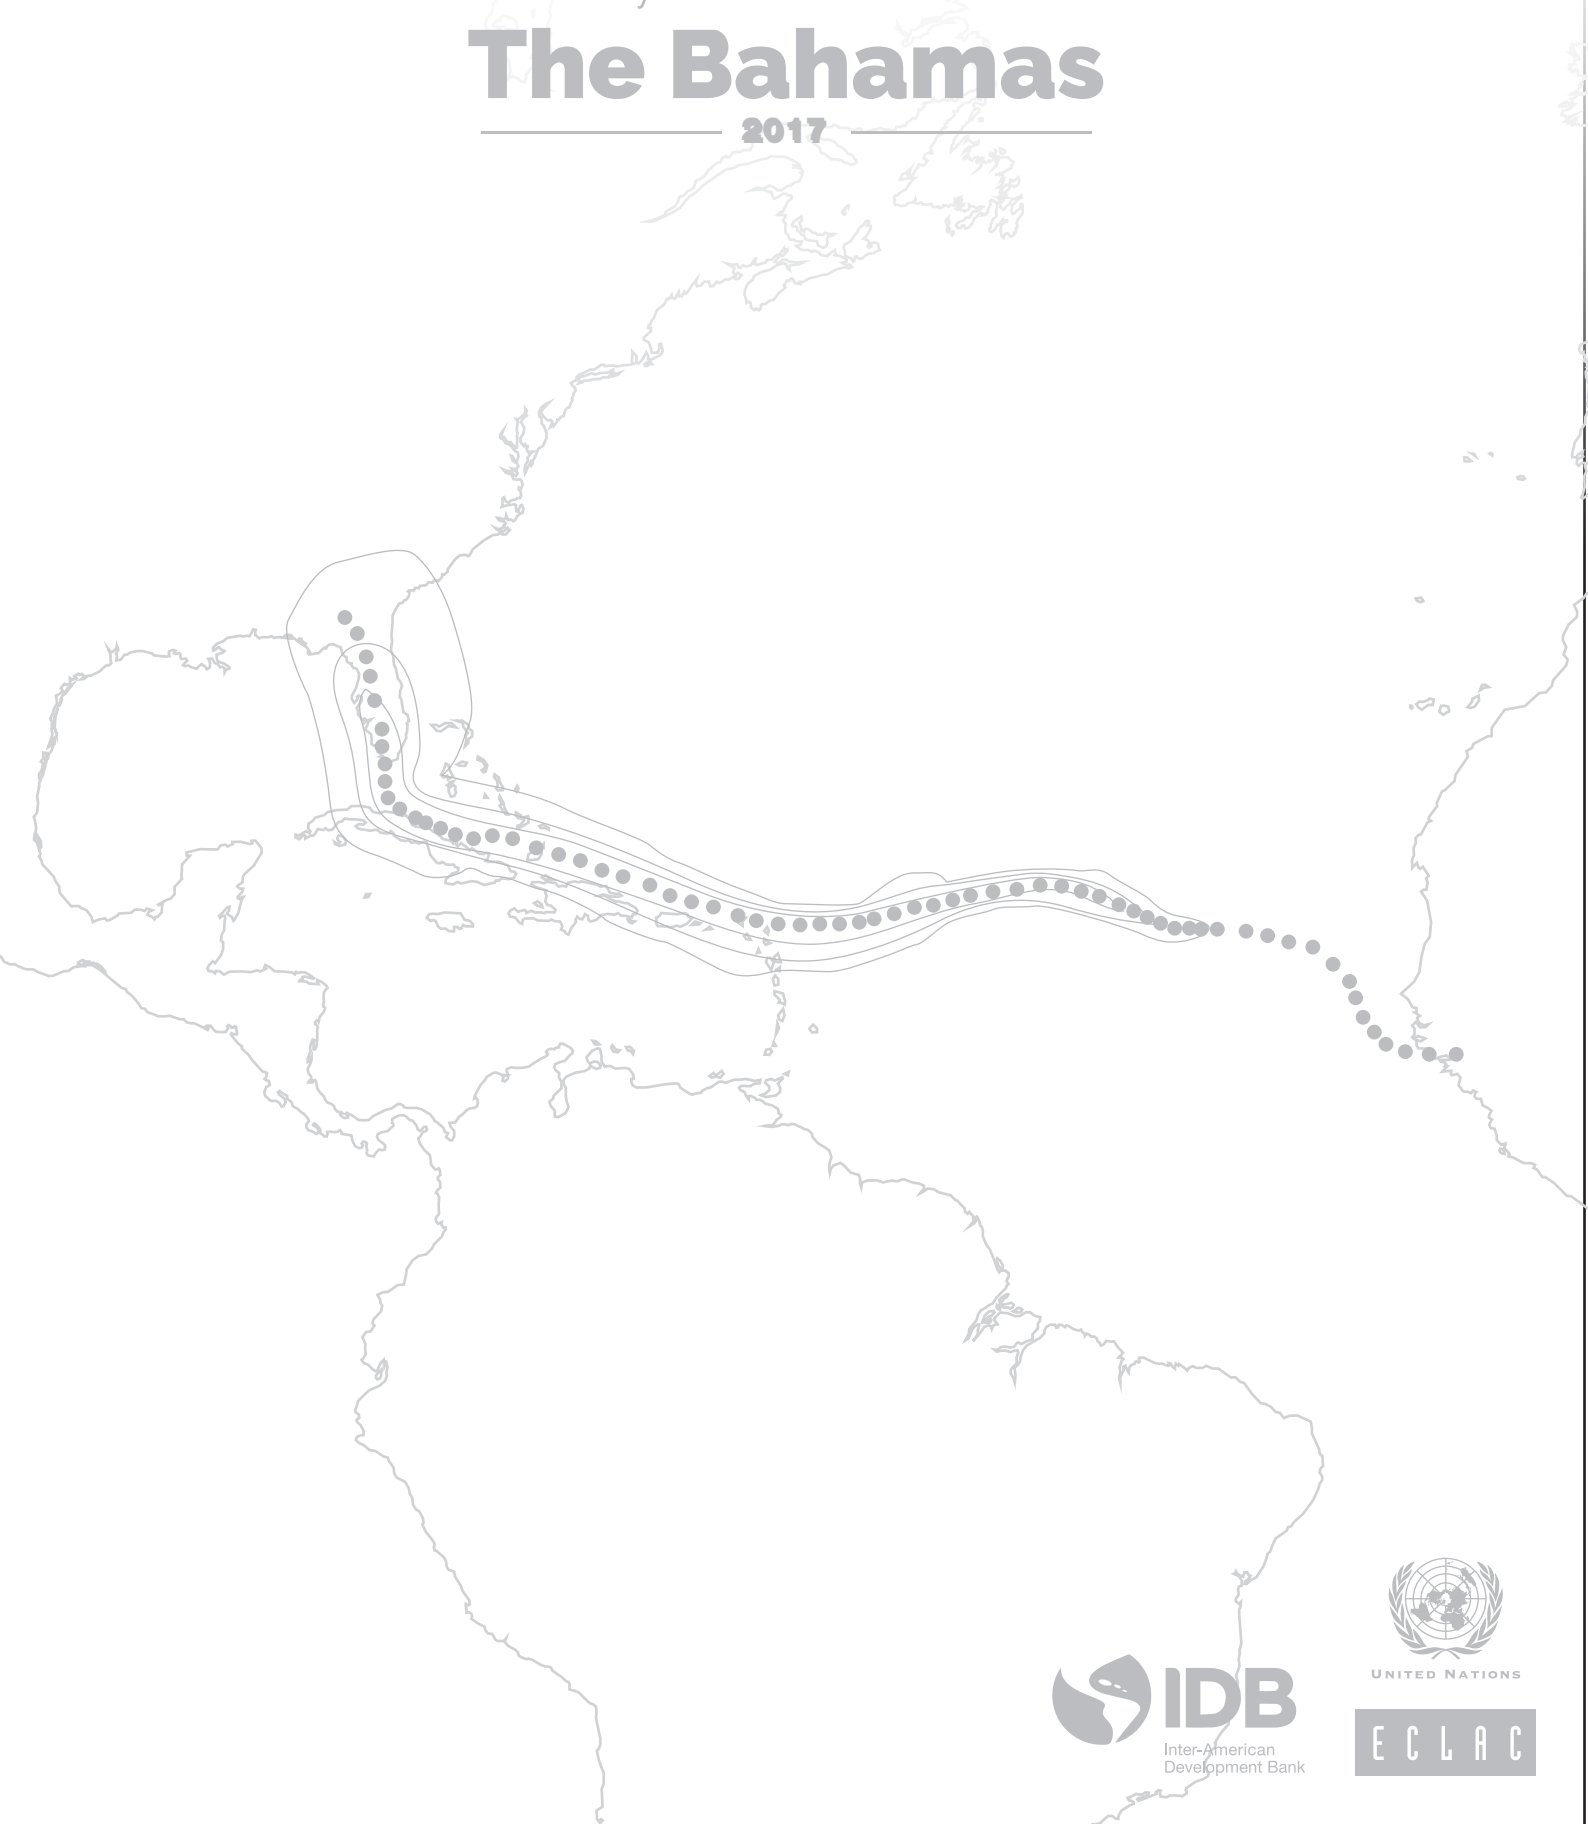 The Bahamas
2017
UNITED NATIONS
IDB
Inter-American
Development Bank
ECLAC